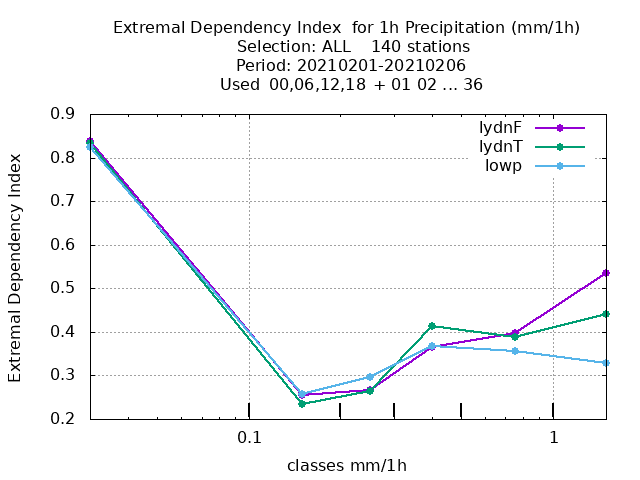 Extremal Dependency Index  for 1h Precipitation (mm/1h)
Selection: ALL    140 stations
Period: 20210201-20210206
Used  00,06,12,18  + 01 02 ... 36
lydnF
lydnT
lowp
Extremal Dependency Index
0.9
0.8
0.7
0.6
0.5
0.4
0.3
0.2
0.1
1
classes mm/1h